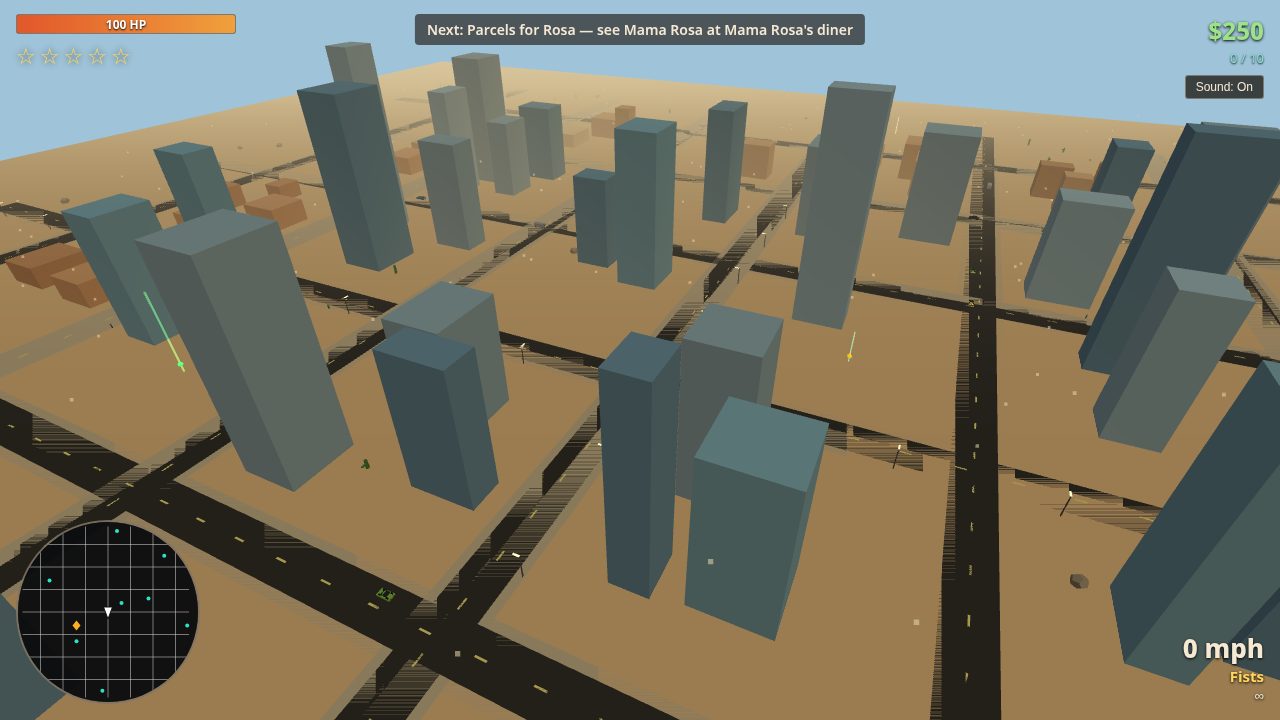 100 HP
Next: Parcels for Rosa — see Mama Rosa at Mama Rosa's diner
$250
0 / 10
Sound: On
0 mph
Fists
∞